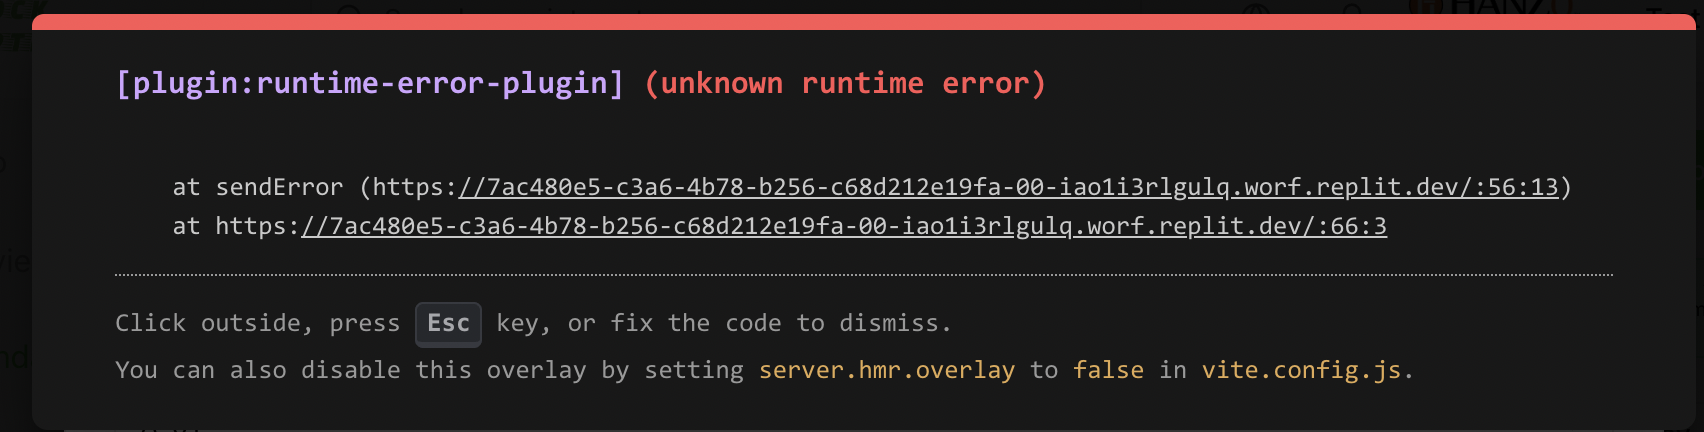 HANZO
[plugin:runtime-error-plugin] (unknown runtime error)
at sendError (https://7ac480e5-c3a6-4b78-b256-c68d212e19fa-00-iao1i3rlgulq.worf.replit.dev/:56:13)
at https://7ac480e5-c3a6-4b78-b256-c68d212e19fa-00-iao1i3rlgulq.worf.replit.dev/:66:3
Click outside, press Esc key, or fix the code to dismiss.
You can also disable this overlay by setting server.hmr.overlay to false in vite.config.js.